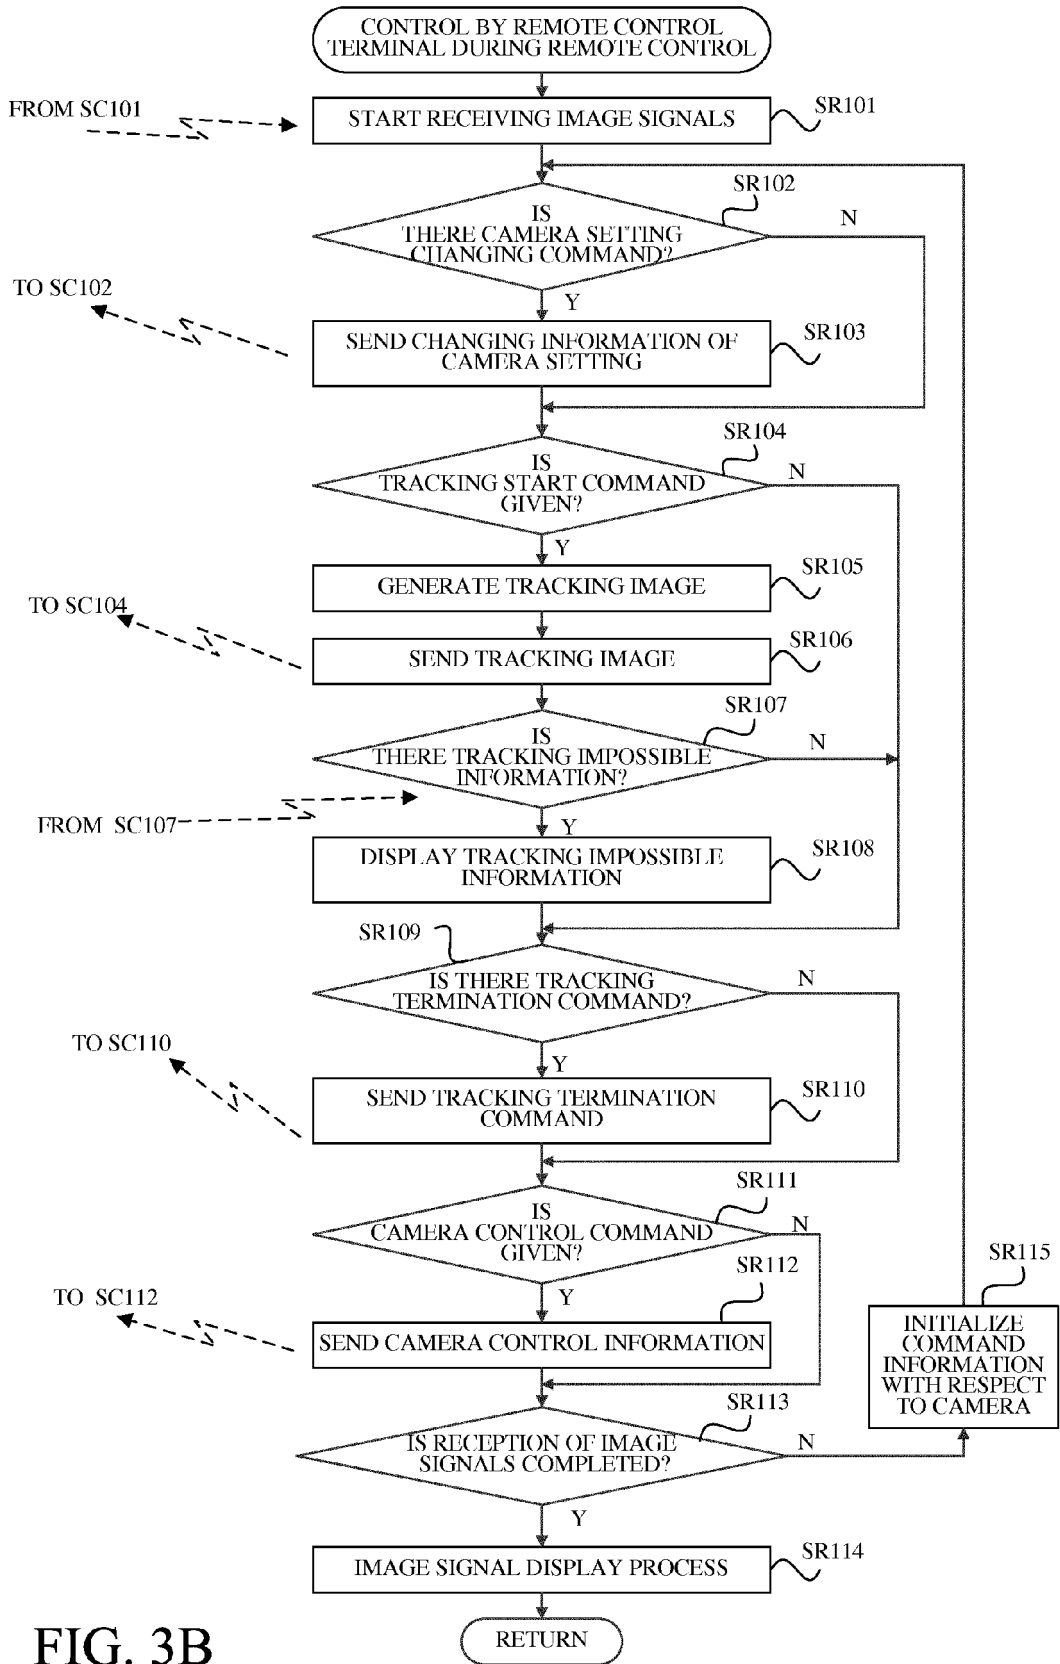 CONTROL BY REMOTE CONTROL
TERMINAL DURING REMOTE CONTROL
FROM SC101
START RECEIVING IMAGE SIGNALS
SR101
SR102
IS
THERE CAMERA SETTING
CHANGING COMMAND?
N
Y
TO SC102
SEND CHANGING INFORMATION OF
CAMERA SETTING
SR103
SR104
IS
TRACKING START COMMAND
GIVEN?
N
Y
GENERATE TRACKING IMAGE
SR105
TO SC104
SEND TRACKING IMAGE
SR106
SR107
IS
THERE TRACKING IMPOSSIBLE
INFORMATION?
N
FROM SC107
Y
DISPLAY TRACKING IMPOSSIBLE
INFORMATION
SR108
SR109
IS THERE TRACKING
TERMINATION COMMAND?
N
Y
TO SC110
SEND TRACKING TERMINATION
COMMAND
SR110
SR111
IS
CAMERA CONTROL COMMAND
GIVEN?
N
Y
SR112
TO SC112
SEND CAMERA CONTROL INFORMATION
SR115
INITIALIZE
COMMAND
INFORMATION
WITH RESPECT
TO CAMERA
SR113
IS RECEPTION OF IMAGE
SIGNALS COMPLETED?
N
Y
IMAGE SIGNAL DISPLAY PROCESS
SR114
RETURN
FIG. 3B